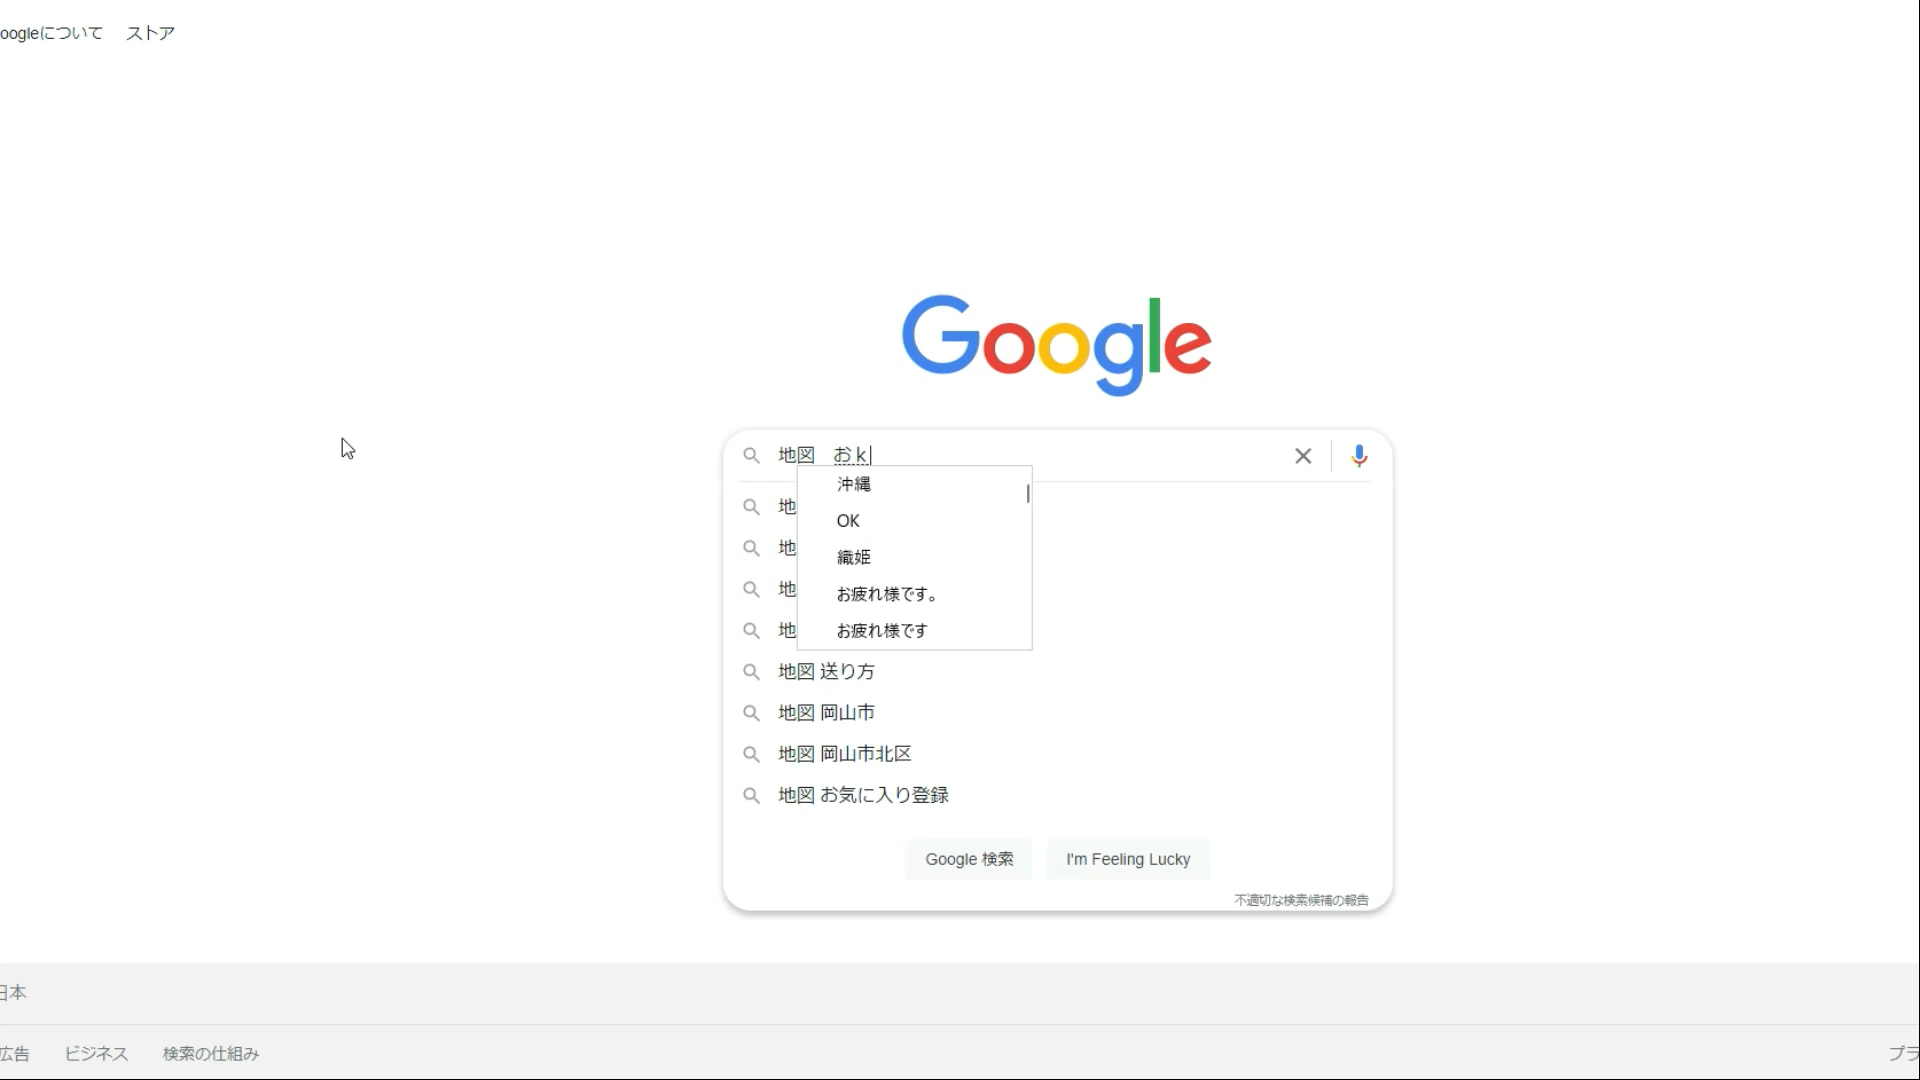 oogleについて ストア
Google
地図 おｋ
沖縄
OK
織姫
お疲れ様です。
お疲れ様です
地
地
地
地
地図 送り方
地図 岡山市
地図 岡山市北区
地図 お気に入り登録
Google 検索 I'm Feeling Lucky
不適切な検索候補の報告
日本
広告 ビジネス 検索の仕組み プラ